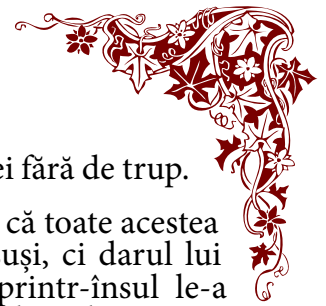 ei fără de trup.
că toate acestea
uși, ci darul lui
printr-însul le-a